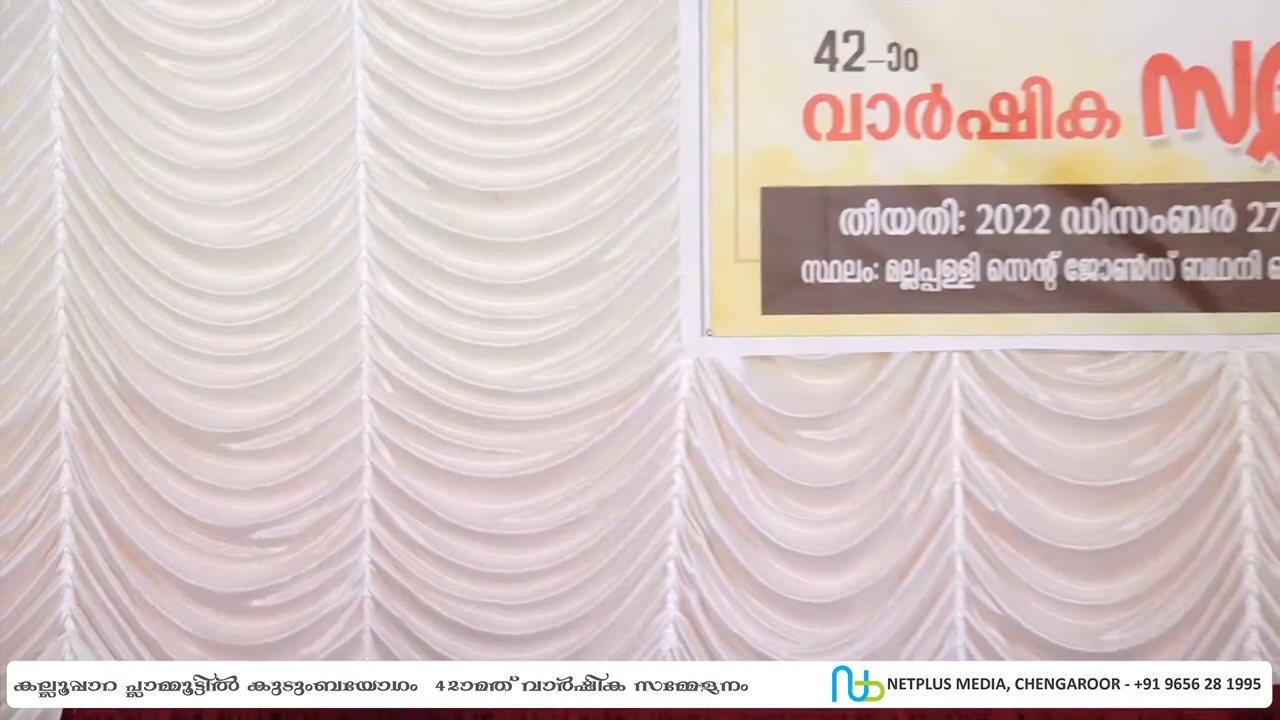 42–ാം
വാർഷിക
തീയതി: 2022 ഡിസംബർ 27
സ്ഥലം: മല്ലപ്പള്ളി സെന്റ് ജോൺസ് ബഥനി
കല്ലൂപ്പാറ പ്ലാമ്മൂട്ടിൽ കുടുംബയോഗം 42ാമത് വാർഷിക സമ്മേളനം
NETPLUS MEDIA, CHENGAROOR - +91 9656 28 1995